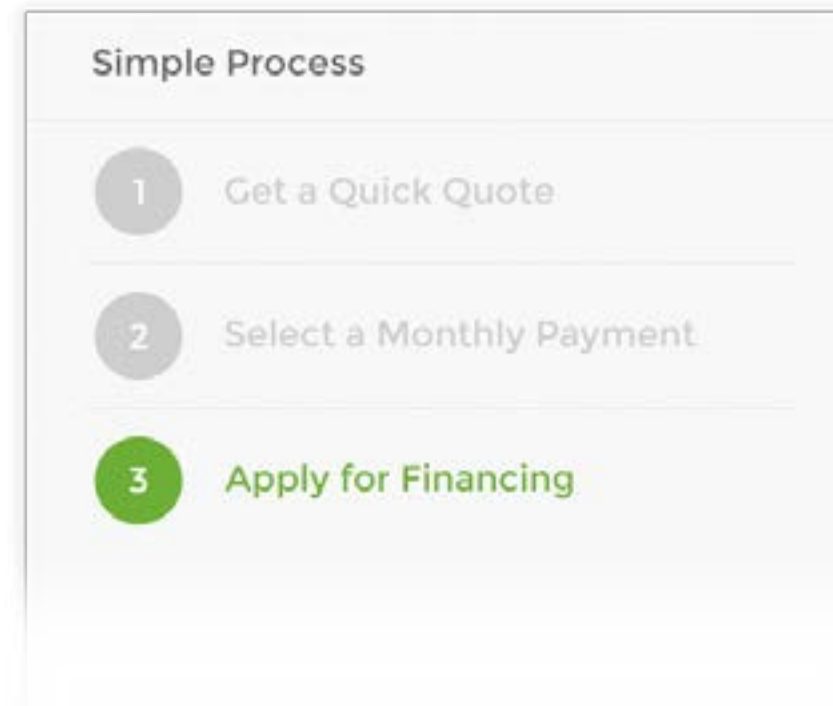 Simple Process
1 Get a Quick Quote
2 Select a Monthly Payment
3 Apply for Financing